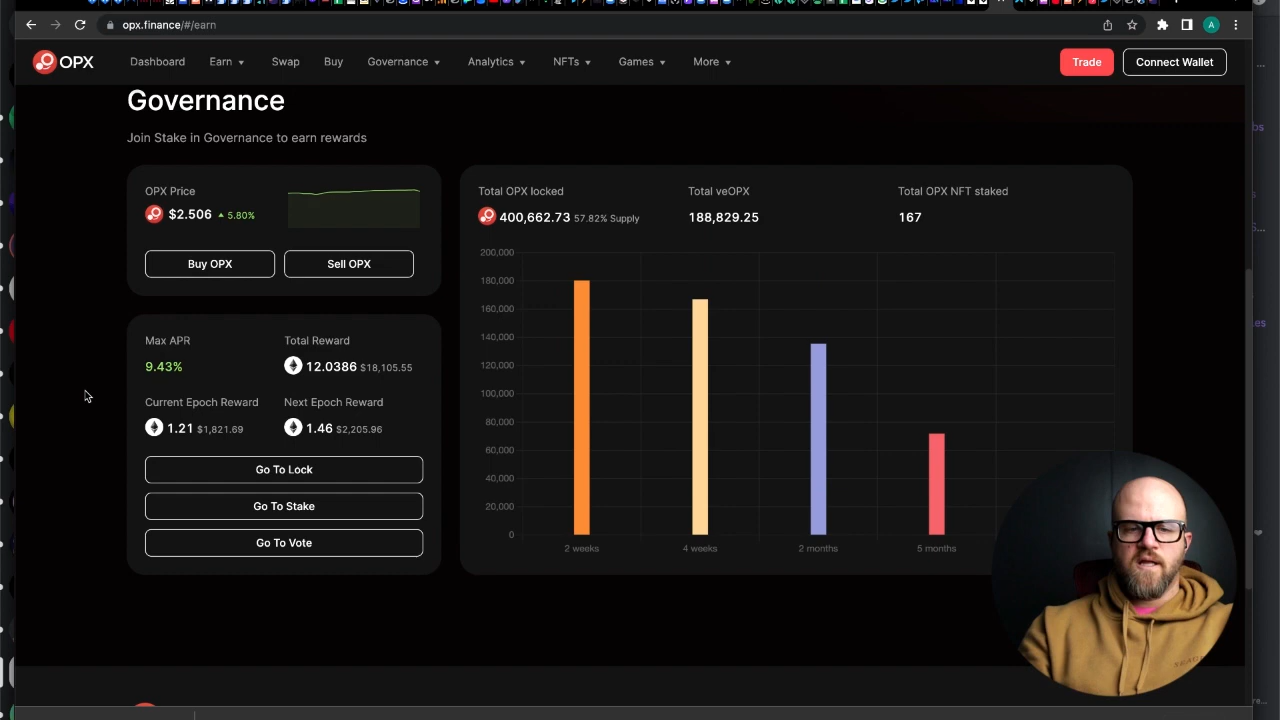 opx.finance/#/earn
A
OPX
Dashboard Earn Swap Buy Governance Analytics NFTs Games More Trade Connect Wallet
Governance
Join Stake in Governance to earn rewards
OPX Price
$2.506 5.80%
Buy OPX Sell OPX
Max APR Total Reward
9.43% 12.0386 $18,105.55
Current Epoch Reward Next Epoch Reward
1.21 $1,821.69 1.46 $2,205.96
Go To Lock
Go To Stake
Go To Vote
Total OPX locked Total veOPX Total OPX NFT staked
400,662.73 57.82% Supply 188,829.25 167
200,000
180,000
160,000
140,000
120,000
100,000
80,000
60,000
40,000
20,000
0
2 weeks 4 weeks 2 months 5 months